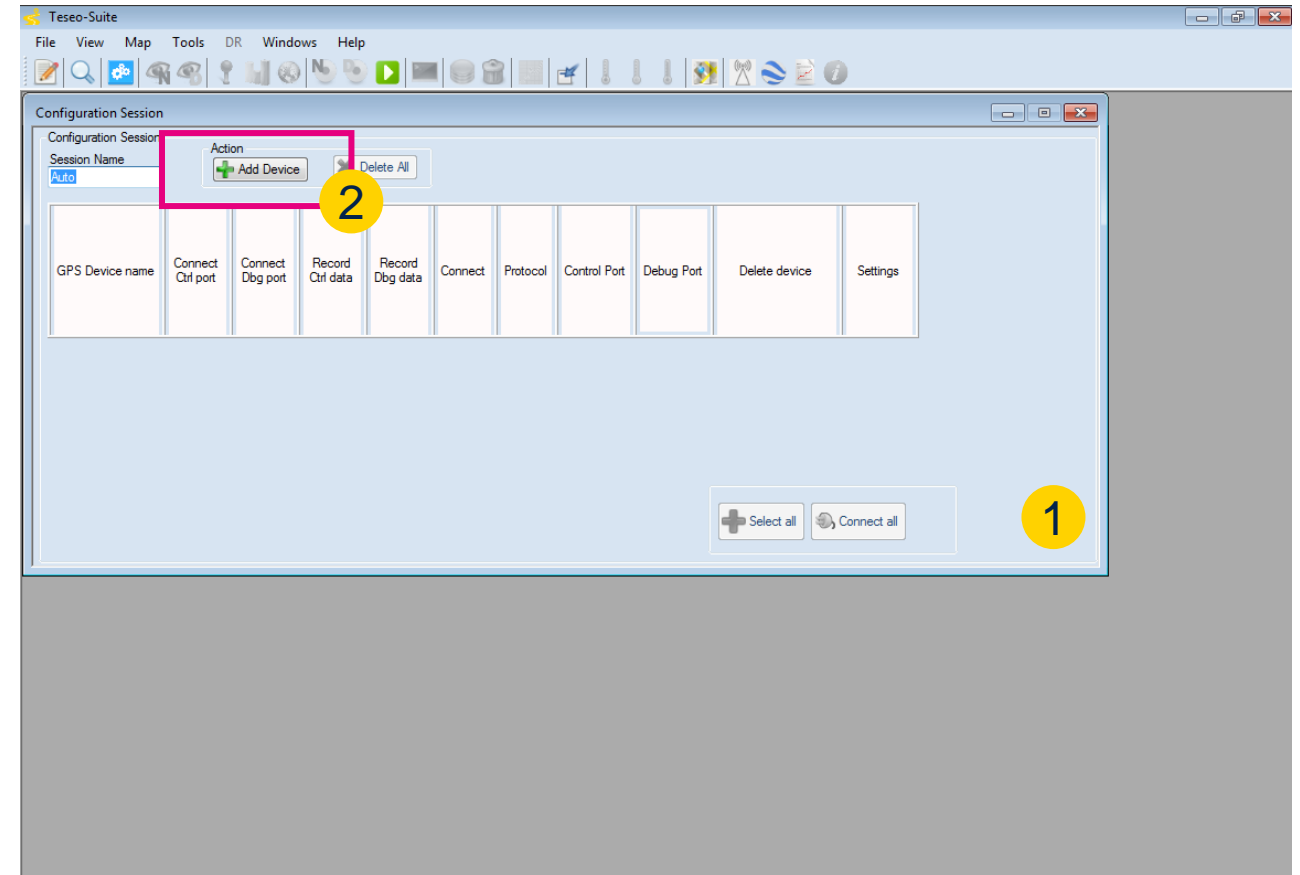 Teseo-Suite
File View Map Tools DR Windows Help
Configuration Session
Configuration Session
Session Name
Auto
Action
Add Device
Delete All
2
GPS Device name
Connect
Ctrl port
Connect
Dbg port
Record
Ctrl data
Record
Dbg data
Connect
Protocol
Control Port
Debug Port
Delete device
Settings
Select all
Connect all
1